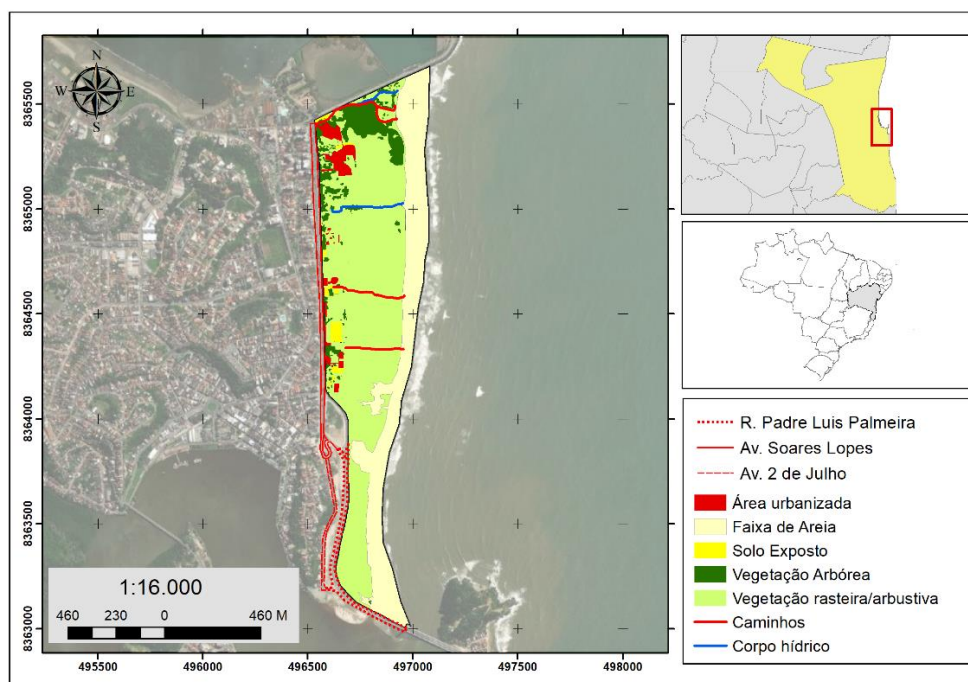 N
W E
S
8365500
8365000
8364500
8364000
8363500
8363000
1:16.000
460 230 0 460 M
495500 496000 496500 497000 497500 498000
R. Padre Luis Palmeira
Av. Soares Lopes
Av. 2 de Julho
Área urbanizada
Faixa de Areia
Solo Exposto
Vegetação Arbórea
Vegetação rasteira/arbustiva
Caminhos
Corpo hídrico